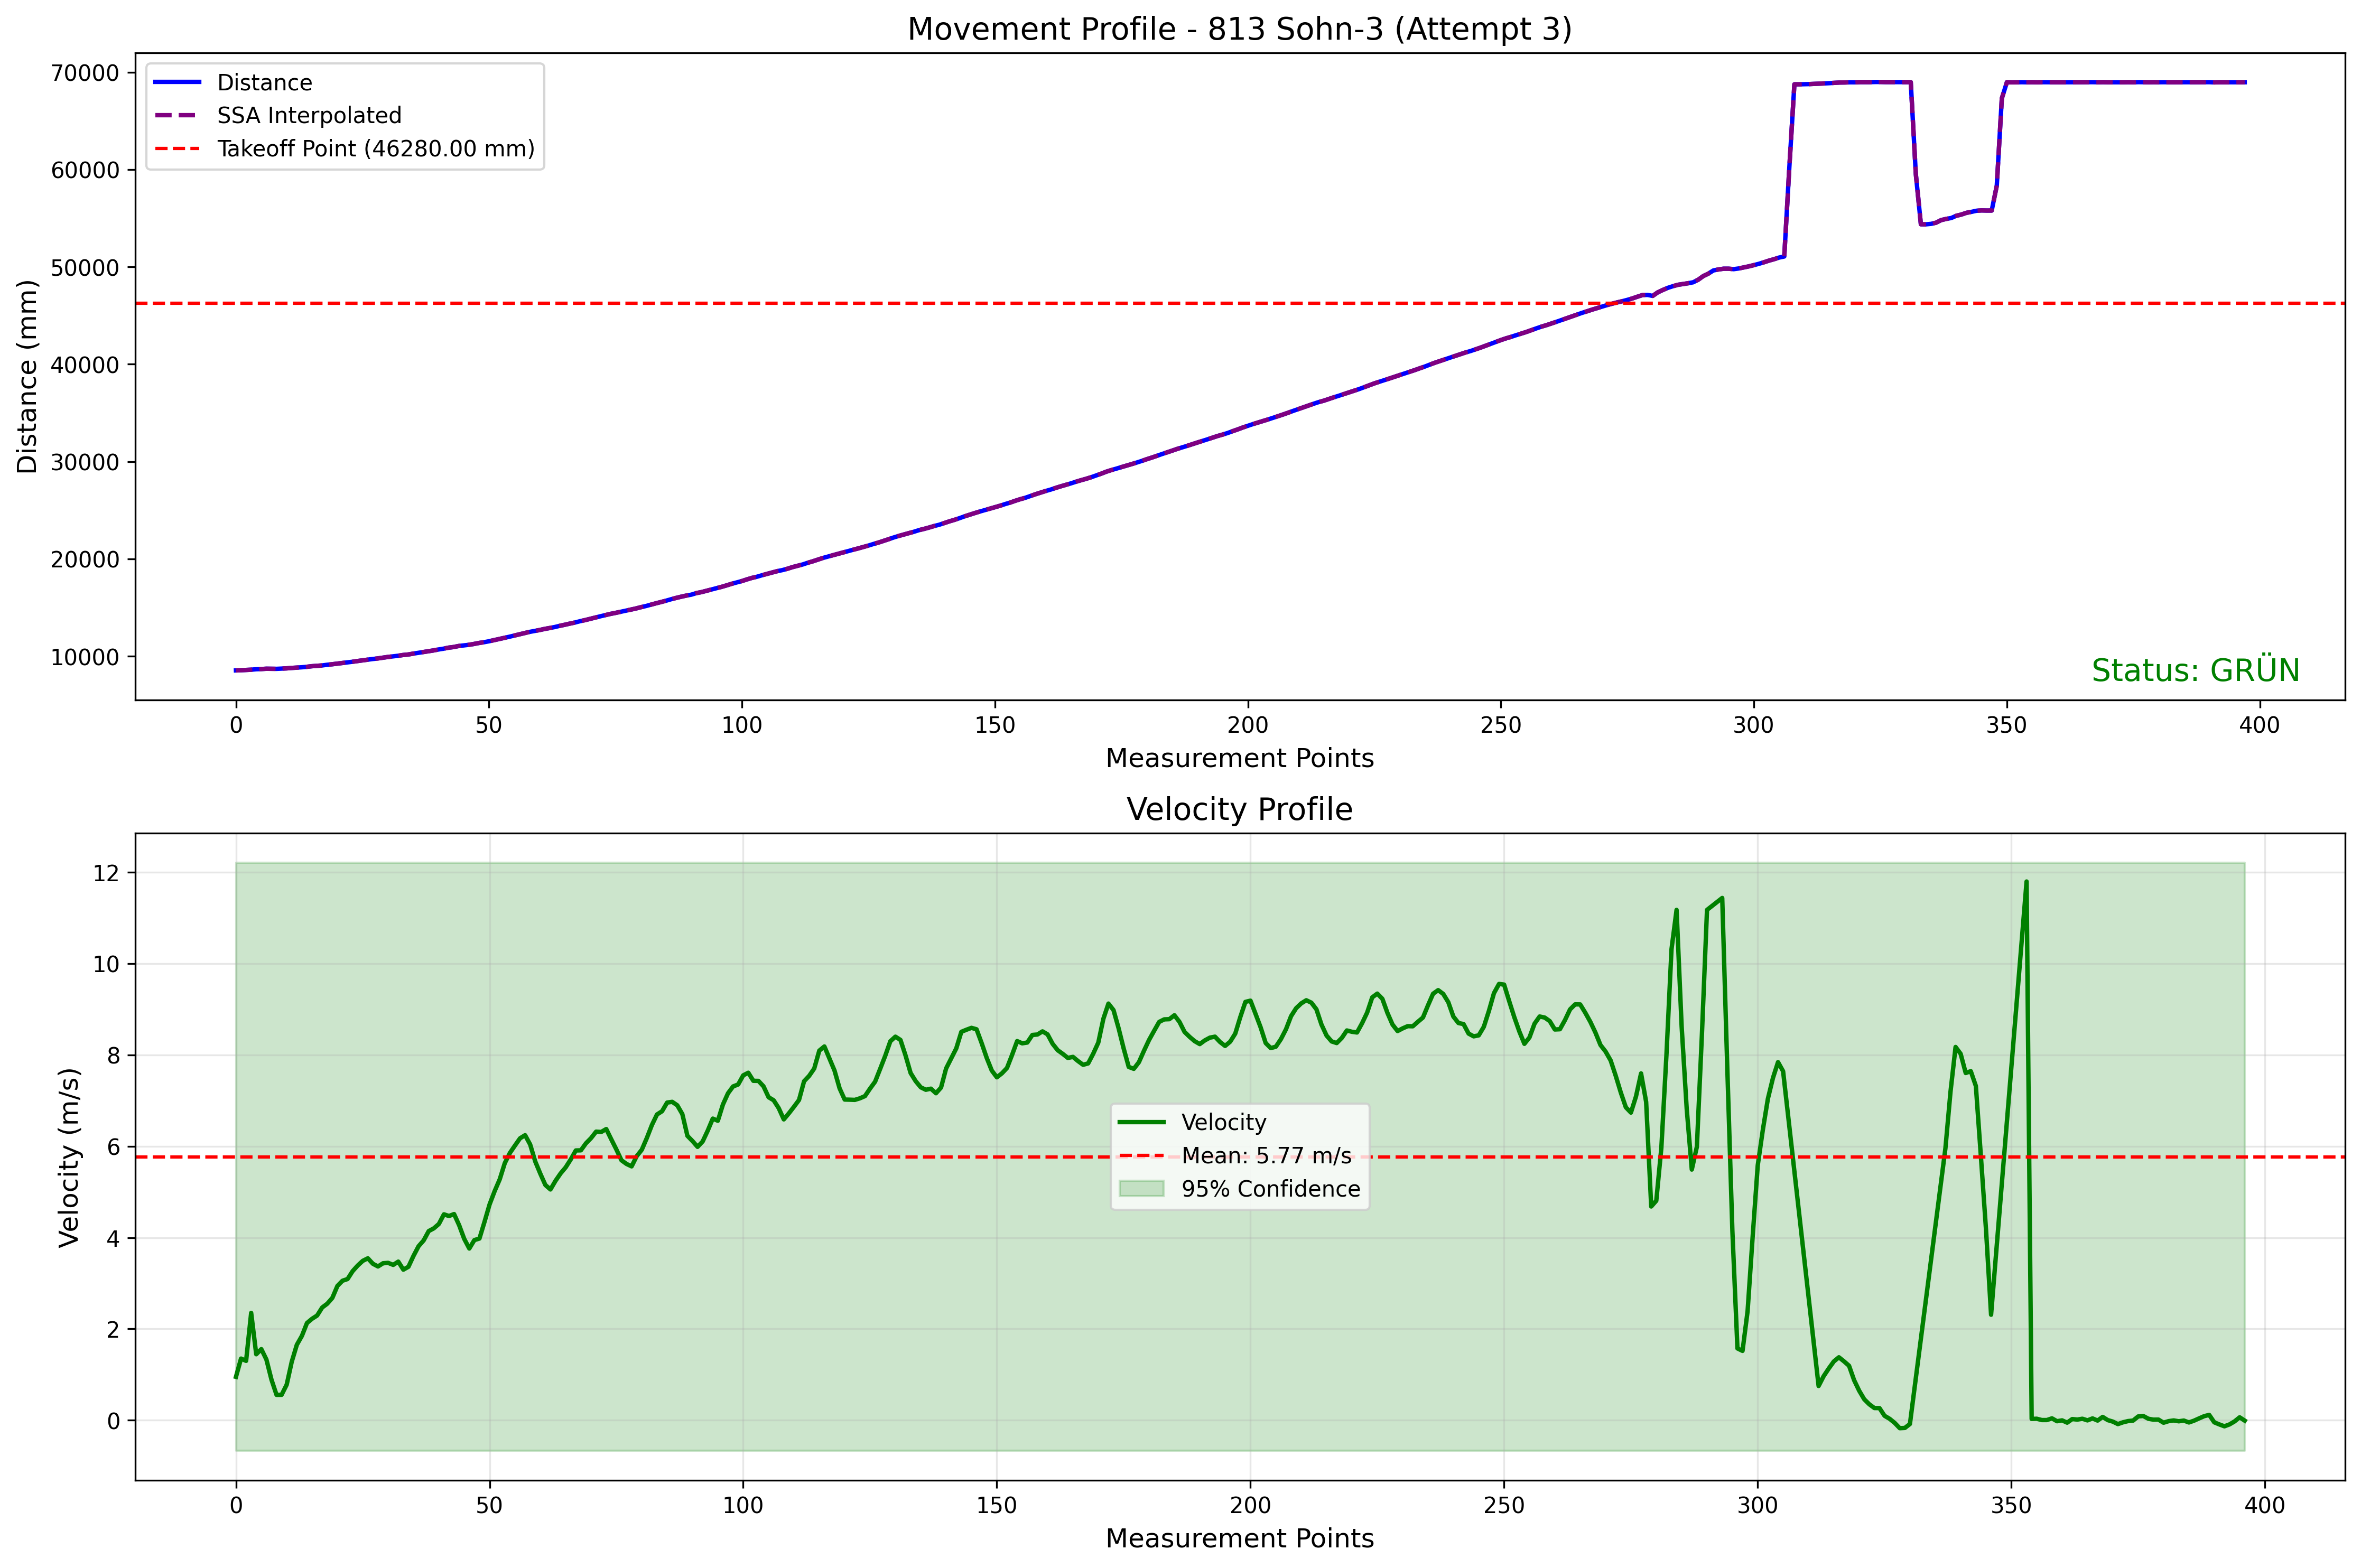 Movement Profile - 813 Sohn-3 (Attempt 3)
Distance (mm)
70000
60000
50000
40000
30000
20000
10000
Distance
SSA Interpolated
Takeoff Point (46280.00 mm)
Status: GRÜN
0 50 100 150 200 250 300 350 400
Measurement Points
Velocity Profile
Velocity (m/s)
12
10
8
6
4
2
0
Velocity
Mean: 5.77 m/s
95% Confidence
0 50 100 150 200 250 300 350 400
Measurement Points